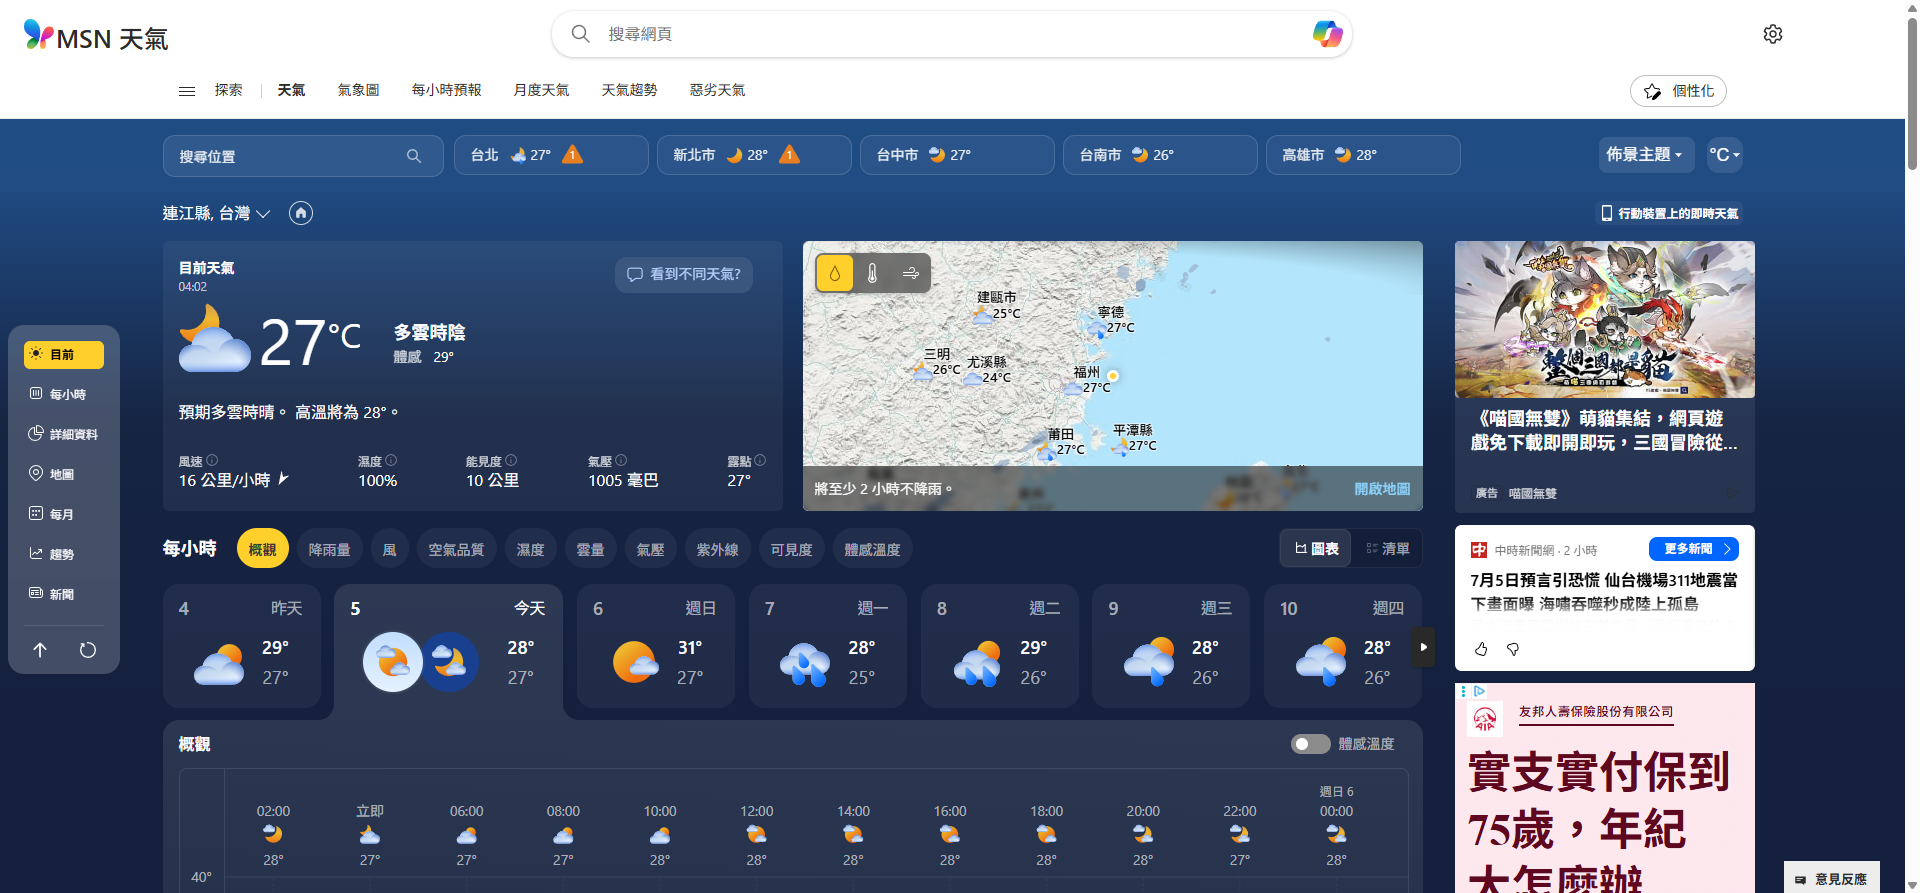 MSN 天氣
搜尋網頁
探索
天氣
氣象圖
每小時預報
月度天氣
天氣趨勢
惡劣天氣
個性化
搜尋位置
台北 27° 1
新北市 28° 1
台中市 27°
台南市 26°
高雄市 28°
佈景主題
°C
連江縣, 台灣
行動裝置上的即時天氣
目前
每小時
詳細資料
地圖
每月
趨勢
新聞
目前天氣
04:02
看到不同天氣?
27°C
多雲時陰
體感 29°
預期多雲時晴。 高溫將為 28°。
風速
16 公里/小時
濕度
100%
能見度
10 公里
氣壓
1005 毫巴
露點
27°
建甌市
25°C
寧德
27°C
三明
26°C
尤溪縣
24°C
福州
27°C
莆田
27°C
平潭縣
27°C
將至少 2 小時不降雨。
開啟地圖
整個三國都是貓
《喵國無雙》萌貓集結，網頁遊
戲免下載即開即玩，三國冒險從...
廣告 喵國無雙
每小時
概觀
降雨量
風
空氣品質
濕度
雲量
氣壓
紫外線
可見度
體感溫度
圖表
清單
4 昨天
29°
27°
5 今天
28°
27°
6 週日
31°
27°
7 週一
28°
25°
8 週二
29°
26°
9 週三
28°
26°
10 週四
28°
26°
中時新聞網 · 2 小時
更多新聞
7月5日預言引恐慌 仙台機場311地震當
下畫面曝 海嘯吞噬秒成陸上孤島
概觀
體感溫度
週日 6
02:00 立即 06:00 08:00 10:00 12:00 14:00 16:00 18:00 20:00 22:00 00:00
28° 27° 27° 27° 28° 28° 28° 28° 28° 28° 27° 28°
40°
AIA
友邦人壽保險股份有限公司
實支實付保到
75歲，年紀
大怎麼辦
意見反應